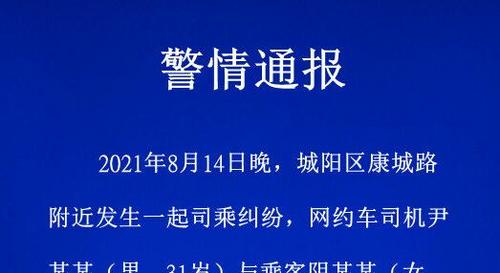 警情通报
2021年8月14日晚，城阳区康城路
附近发生一起司乘纠纷，网约车司机尹
某某（男，31岁）与乘客阴某某（女，